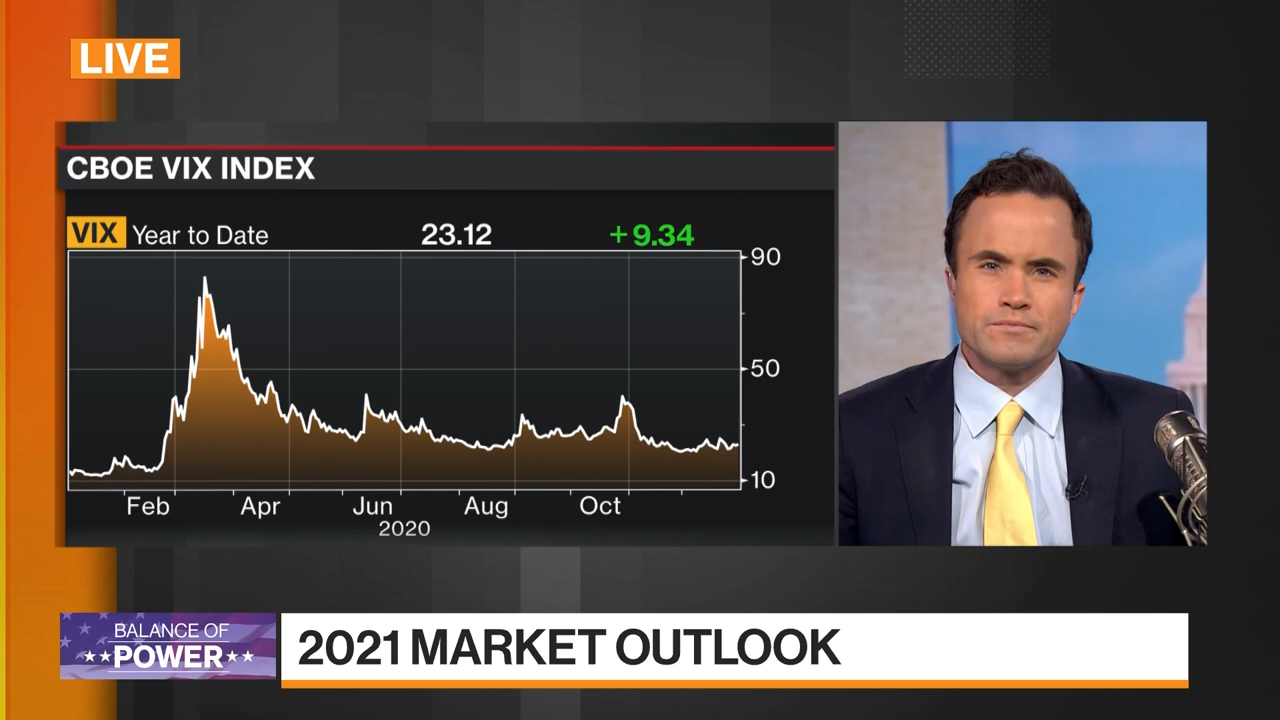 LIVE
CBOE VIX INDEX
VIX Year to Date 23.12 +9.34
90
50
10
Feb Apr Jun Aug Oct
2020
BALANCE OF
POWER
2021 MARKET OUTLOOK